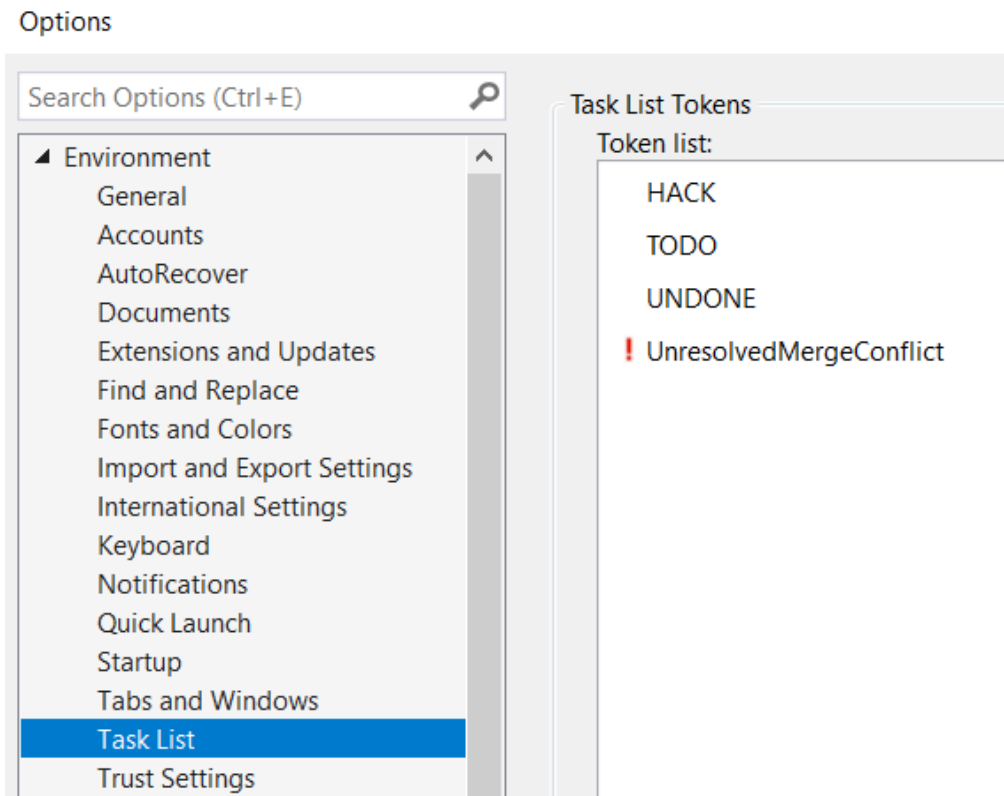 Options
Search Options (Ctrl+E)
Environment
General
Accounts
AutoRecover
Documents
Extensions and Updates
Find and Replace
Fonts and Colors
Import and Export Settings
International Settings
Keyboard
Notifications
Quick Launch
Startup
Tabs and Windows
Task List
Trust Settings
Task List Tokens
Token list:
HACK
TODO
UNDONE
! UnresolvedMergeConflict